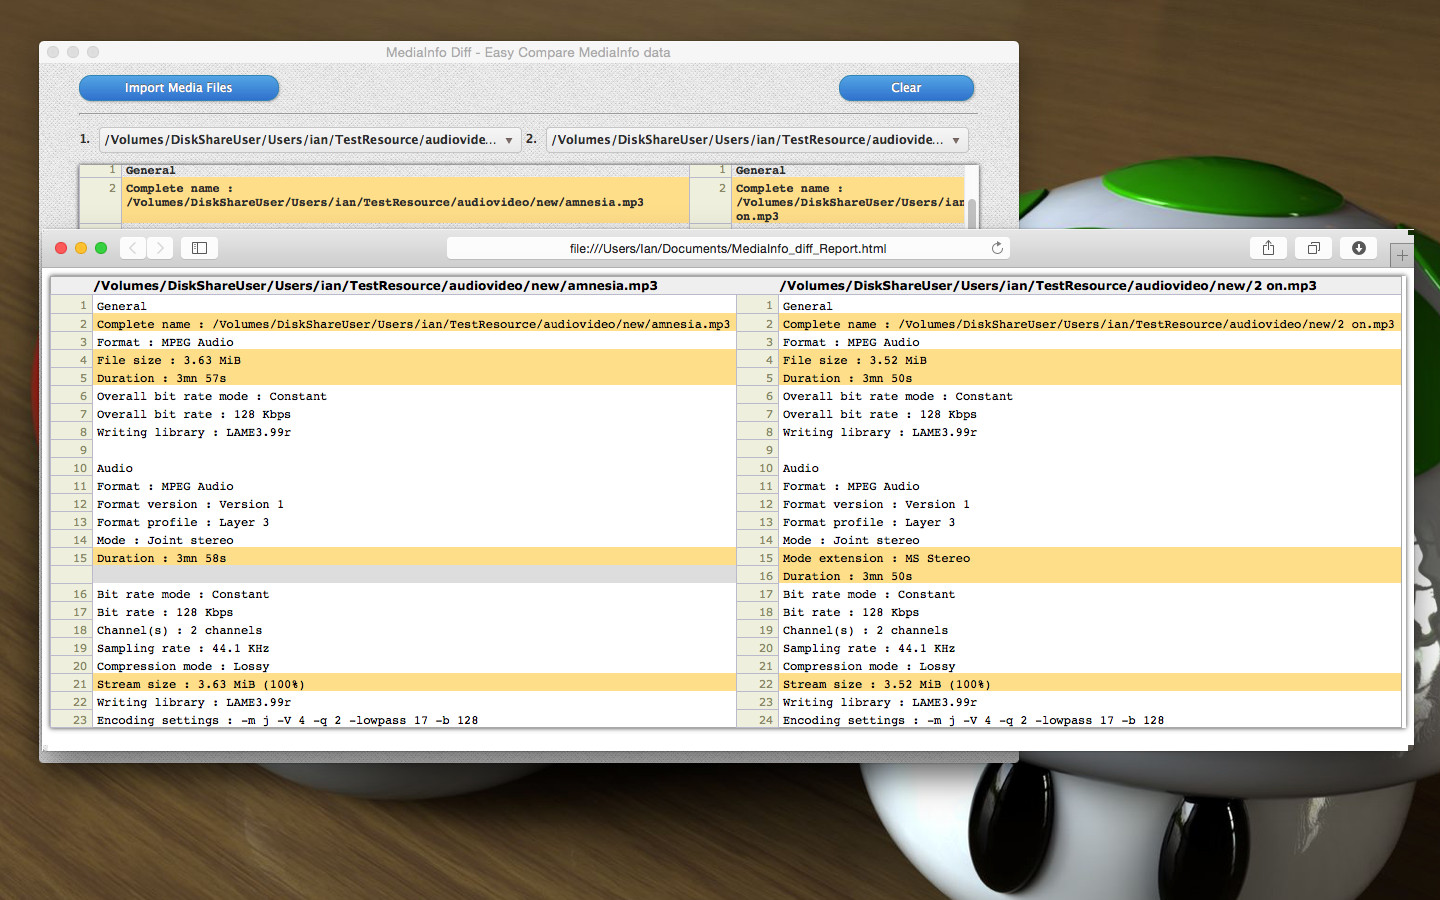 MediaInfo Diff - Easy Compare MediaInfo data
Import Media Files
Clear
1. /Volumes/DiskShareUser/Users/ian/TestResource/audiovide...
2. /Volumes/DiskShareUser/Users/ian/TestResource/audiovide...
1 General
2 Complete name :
/Volumes/DiskShareUser/Users/ian/TestResource/audiovideo/new/amnesia.mp3
1 General
2 Complete name :
/Volumes/DiskShareUser/Users/ian
on.mp3
file:///Users/Ian/Documents/MediaInfo_diff_Report.html
/Volumes/DiskShareUser/Users/ian/TestResource/audiovideo/new/amnesia.mp3
1 General
2 Complete name : /Volumes/DiskShareUser/Users/ian/TestResource/audiovideo/new/amnesia.mp3
3 Format : MPEG Audio
4 File size : 3.63 MiB
5 Duration : 3mn 57s
6 Overall bit rate mode : Constant
7 Overall bit rate : 128 Kbps
8 Writing library : LAME3.99r
9
10 Audio
11 Format : MPEG Audio
12 Format version : Version 1
13 Format profile : Layer 3
14 Mode : Joint stereo
15 Duration : 3mn 58s
16 Bit rate mode : Constant
17 Bit rate : 128 Kbps
18 Channel(s) : 2 channels
19 Sampling rate : 44.1 KHz
20 Compression mode : Lossy
21 Stream size : 3.63 MiB (100%)
22 Writing library : LAME3.99r
23 Encoding settings : -m j -V 4 -q 2 -lowpass 17 -b 128
/Volumes/DiskShareUser/Users/ian/TestResource/audiovideo/new/2 on.mp3
1 General
2 Complete name : /Volumes/DiskShareUser/Users/ian/TestResource/audiovideo/new/2 on.mp3
3 Format : MPEG Audio
4 File size : 3.52 MiB
5 Duration : 3mn 50s
6 Overall bit rate mode : Constant
7 Overall bit rate : 128 Kbps
8 Writing library : LAME3.99r
9
10 Audio
11 Format : MPEG Audio
12 Format version : Version 1
13 Format profile : Layer 3
14 Mode : Joint stereo
15 Mode extension : MS Stereo
16 Duration : 3mn 50s
17 Bit rate mode : Constant
18 Bit rate : 128 Kbps
19 Channel(s) : 2 channels
20 Sampling rate : 44.1 KHz
21 Compression mode : Lossy
22 Stream size : 3.52 MiB (100%)
23 Writing library : LAME3.99r
24 Encoding settings : -m j -V 4 -q 2 -lowpass 17 -b 128